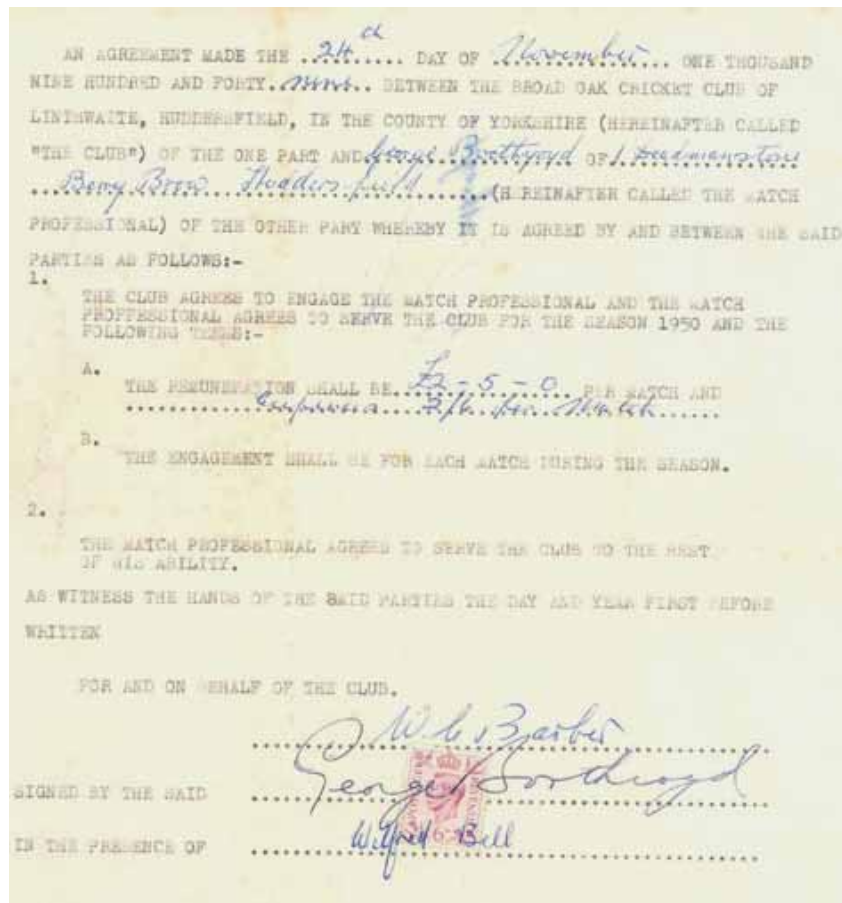 AN AGREEMENT MADE THE ..24th..... DAY OF .November... ONE THOUSAND
NINE HUNDRED AND FORTY..nine.. BETWEEN THE BROAD OAK CRICKET CLUB OF
LINTHWAITE, HUDDERSFIELD, IN THE COUNTY OF YORKSHIRE (HEREINAFTER CALLED
"THE CLUB") OF THE ONE PART AND George Boothroyd OF 1 Deadmanstone
Berry Brow Huddersfield (HEREINAFTER CALLED THE MATCH
PROFESSIONAL) OF THE OTHER PART WHEREBY IT IS AGREED BY AND BETWEEN THE SAID
PARTIES AS FOLLOWS:-
1.
THE CLUB AGREES TO ENGAGE THE MATCH PROFESSIONAL AND THE MATCH
PROFFESSIONAL AGREES TO SERVE THE CLUB FOR THE SEASON 1950 AND THE
FOLLOWING TERMS:-
A.
THE REMUNERATION SHALL BE £2-5-0 PER MATCH AND
2/6 per Match
B.
THE ENGAGEMENT SHALL BE FOR EACH MATCH DURING THE SEASON.
2.
THE MATCH PROFESSIONAL AGREES TO SERVE THE CLUB TO THE BEST
OF HIS ABILITY.
AS WITNESS THE HANDS OF THE SAID PARTIES THE DAY AND YEAR FIRST BEFORE
WRITTEN
FOR AND ON BEHALF OF THE CLUB.
W Barber
SIGNED BY THE SAID George Boothroyd
IN THE PRESENCE OF Wilfred Bell